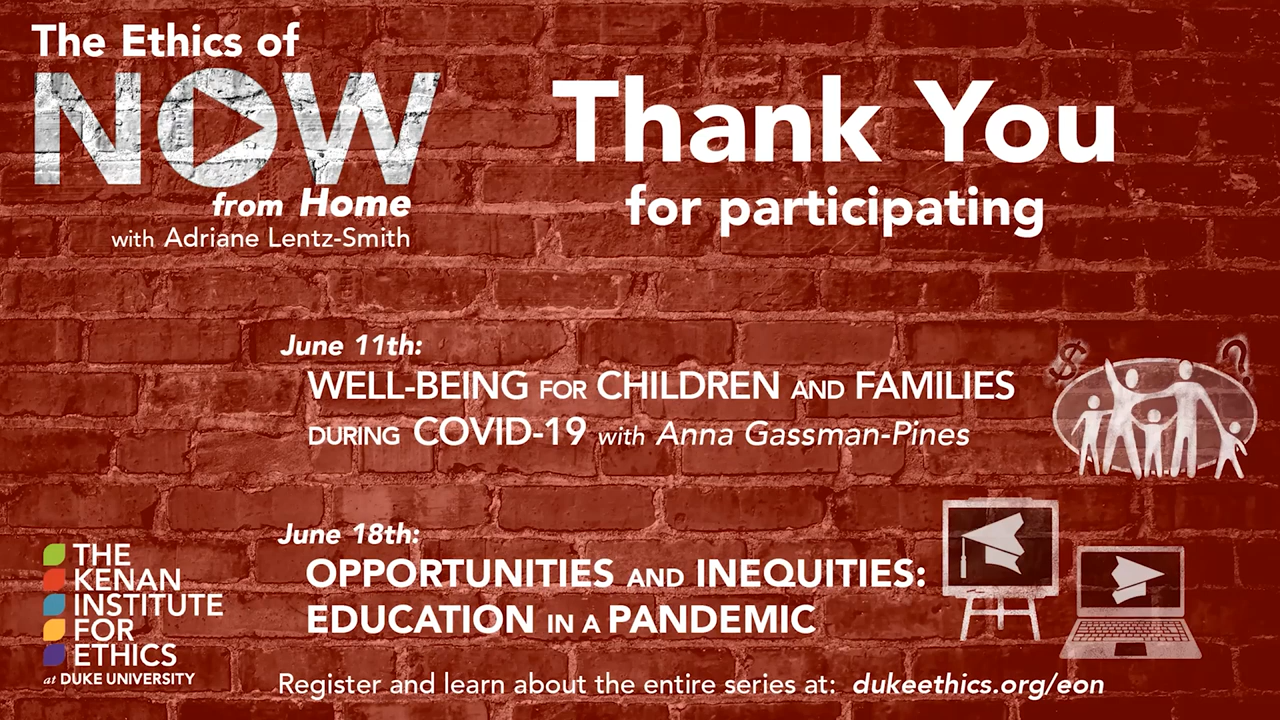 The Ethics of
NOW
from Home
with Adriane Lentz-Smith
Thank You
for participating
June 11th:
WELL-BEING FOR CHILDREN AND FAMILIES
DURING COVID-19 with Anna Gassman-Pines
$ ?
June 18th:
OPPORTUNITIES AND INEQUITIES:
EDUCATION IN A PANDEMIC
THE
KENAN
INSTITUTE
FOR
ETHICS
at DUKE UNIVERSITY
Register and learn about the entire series at: dukeethics.org/eon